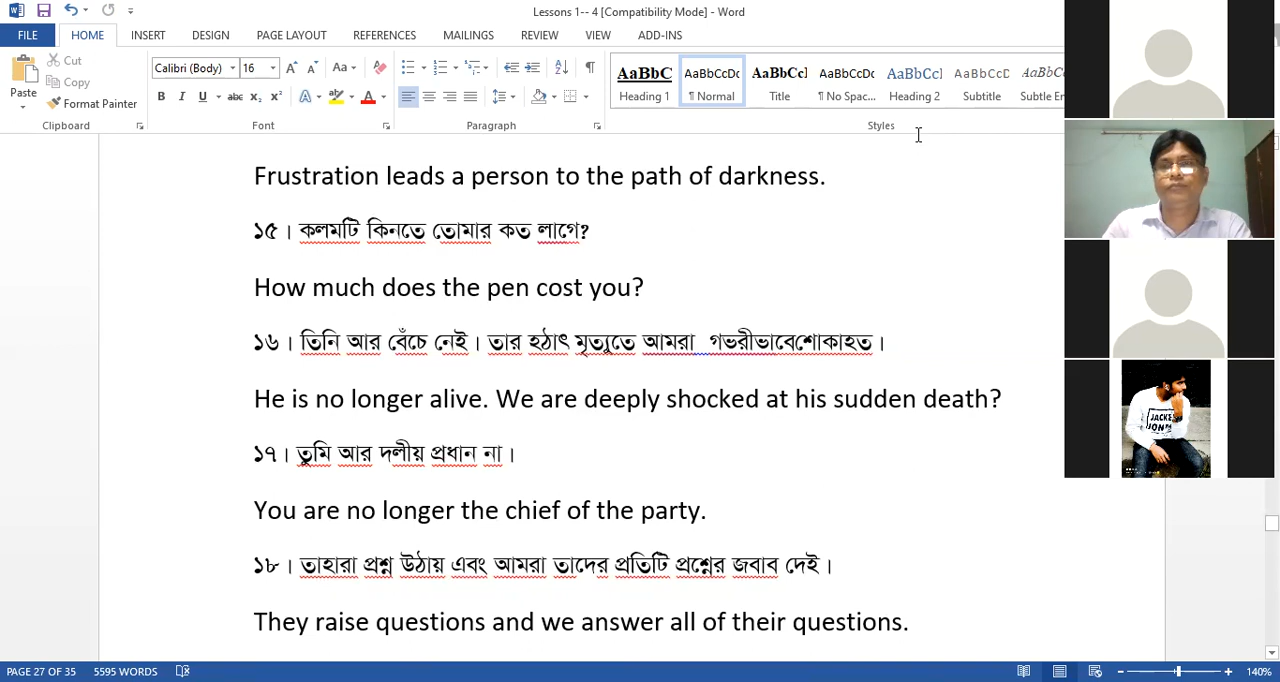 Lessons 1-- 4 [Compatibility Mode] - Word
FILE HOME INSERT DESIGN PAGE LAYOUT REFERENCES MAILINGS REVIEW VIEW ADD-INS
Paste
Cut
Copy
Format Painter
Clipboard
Calibri (Body) 16
Font
Paragraph
AaBbC AaBbCcDc AaBbCcl AaBbCcDc AaBbCcl AaBbCcD AaBbCc
Heading 1 ¶ Normal Title ¶ No Spac... Heading 2 Subtitle Subtle En
Styles
Frustration leads a person to the path of darkness.
১৫। কলমটি কিনতে তোমার কত লাগে?
How much does the pen cost you?
১৬। তিনি আর বেঁচে নেই। তার হঠাৎ মৃত্যুতে আমরা গভরীভাবেশোকাহত।
He is no longer alive. We are deeply shocked at his sudden death?
১৭। তুমি আর দলীয় প্রধান না।
You are no longer the chief of the party.
১৮। তাহারা প্রশ্ন উঠায় এবং আমরা তাদের প্রতিটি প্রশ্নের জবাব দেই।
They raise questions and we answer all of their questions.
JACK
JON
PAGE 27 OF 35 5595 WORDS 140%